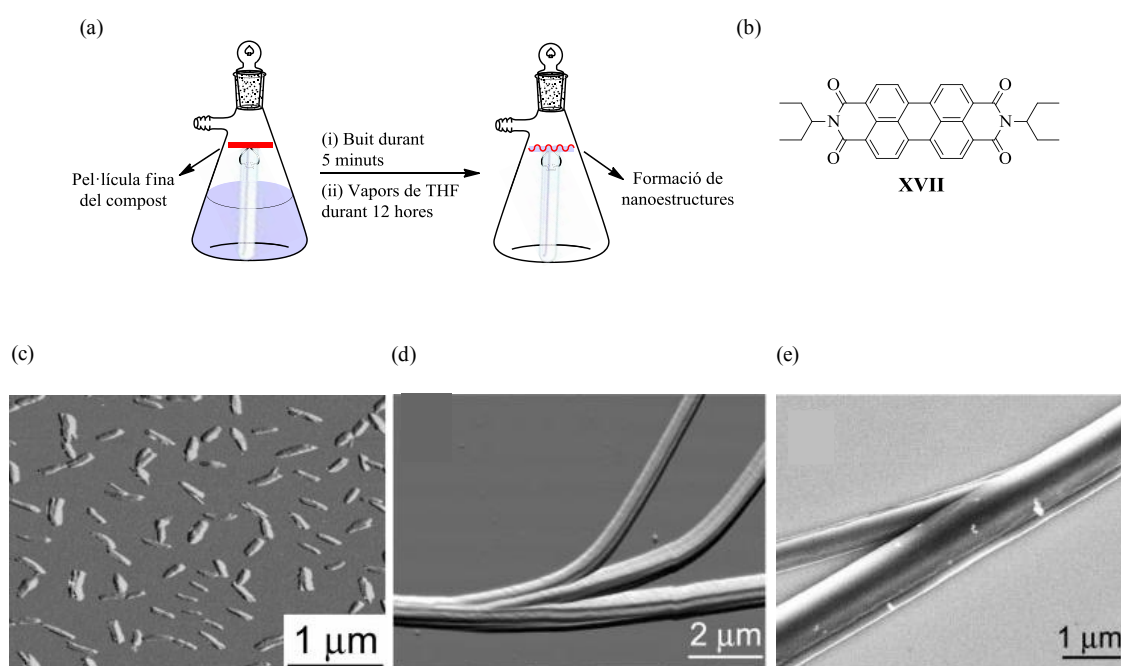 (a)
(b)
Pel·lícula fina
del compost
(i) Buit durant
5 minuts
(ii) Vapors de THF
durant 12 hores
Formació de
nanoestructures
O
O
N
N
O
O
XVII
(c)
(d)
(e)
1 μm
2 μm
1 μm